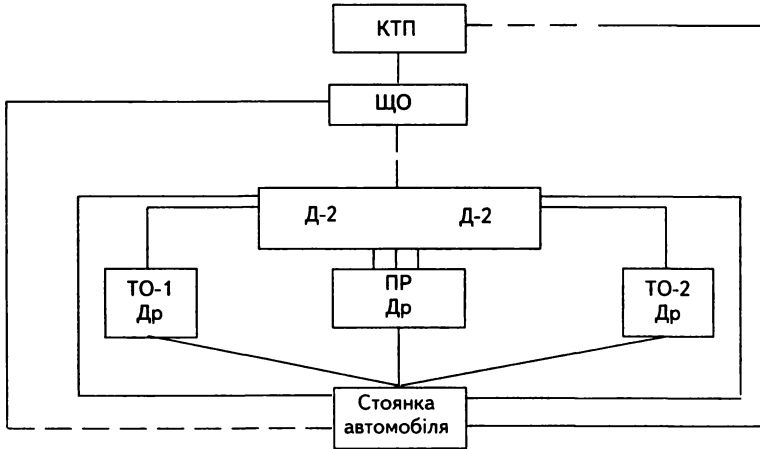 КТП
ЩО
Д-2 Д-2
ТО-1
Др
ПР
Др
ТО-2
Др
Стоянка
автомобіля